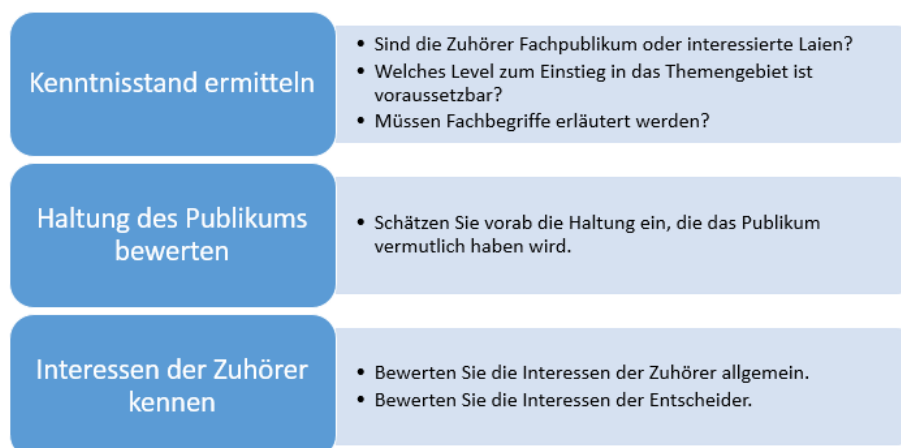 Kenntnisstand ermitteln
• Sind die Zuhörer Fachpublikum oder interessierte Laien?
• Welches Level zum Einstieg in das Themengebiet ist
voraussetzbar?
• Müssen Fachbegriffe erläutert werden?
Haltung des Publikums
bewerten
• Schätzen Sie vorab die Haltung ein, die das Publikum
vermutlich haben wird.
Interessen der Zuhörer
kennen
• Bewerten Sie die Interessen der Zuhörer allgemein.
• Bewerten Sie die Interessen der Entscheider.